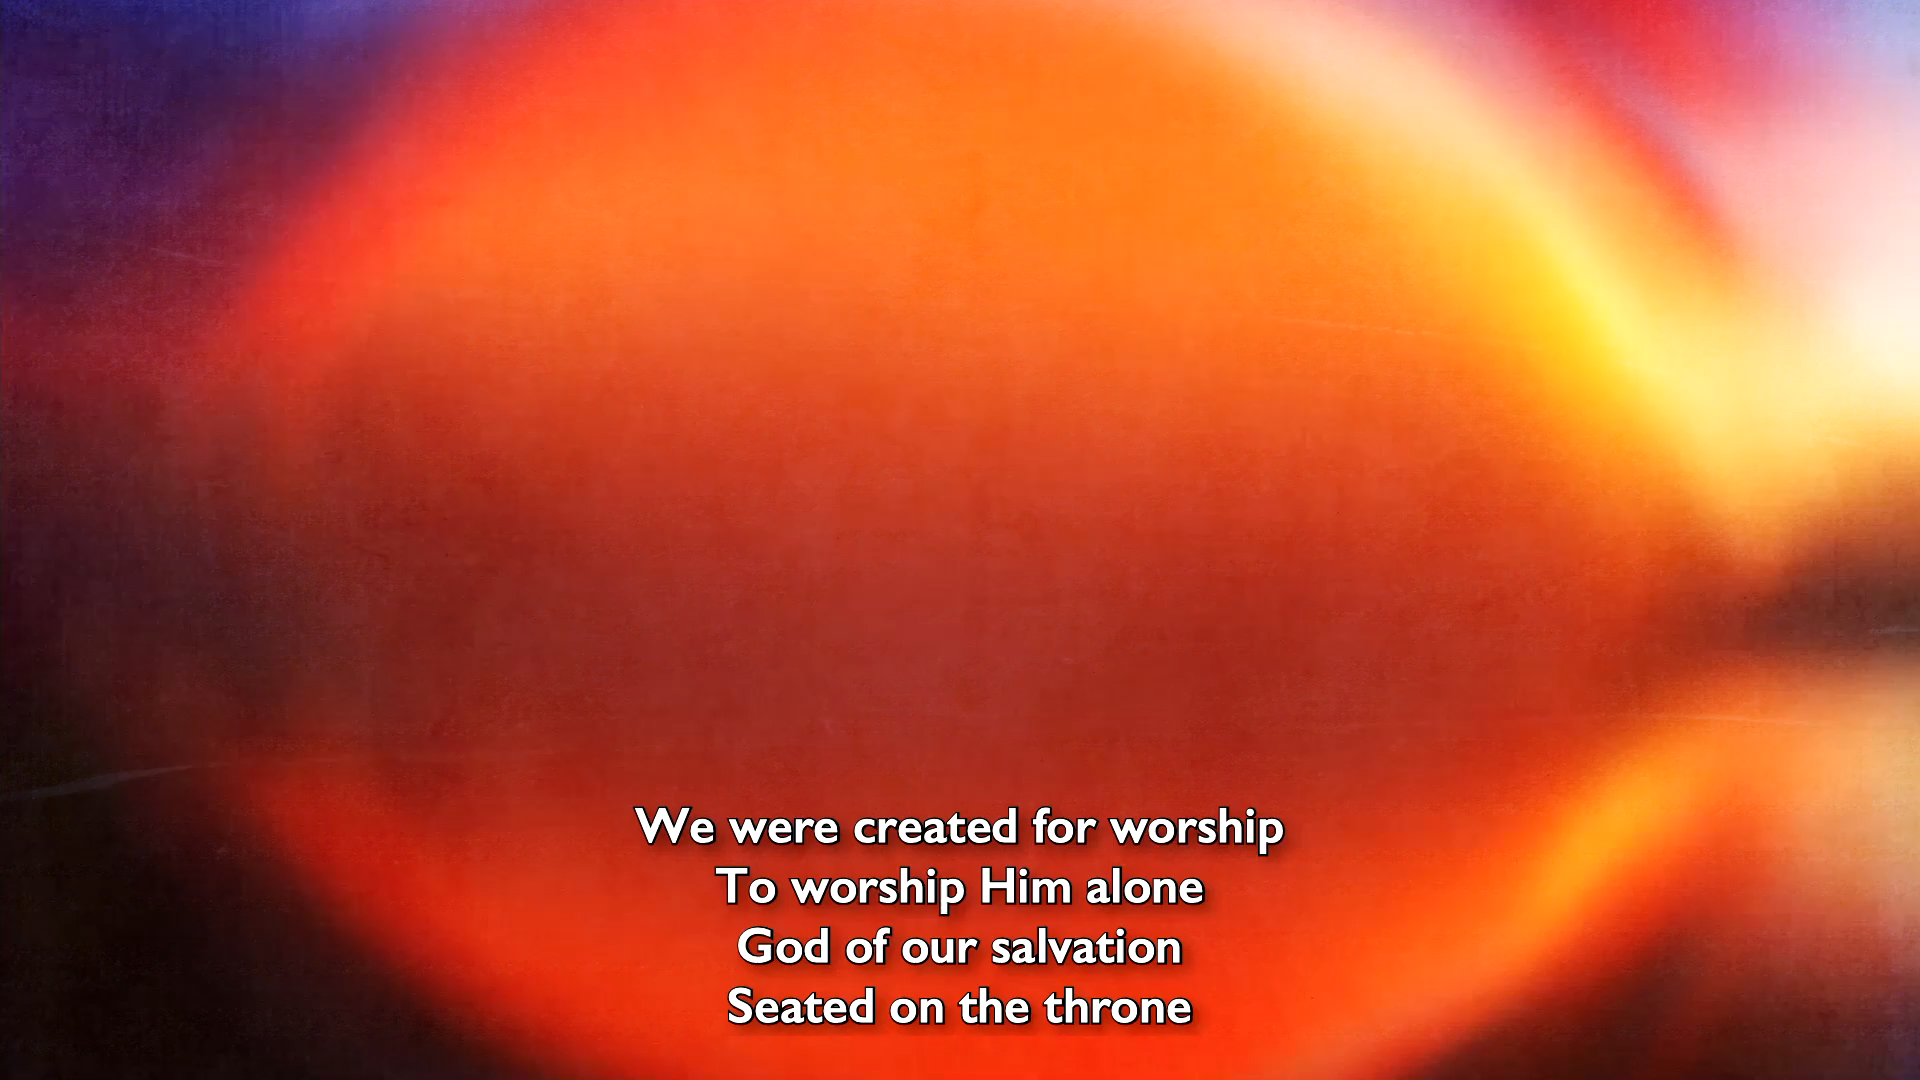 We were created for worship
To worship Him alone
God of our salvation
Seated on the throne